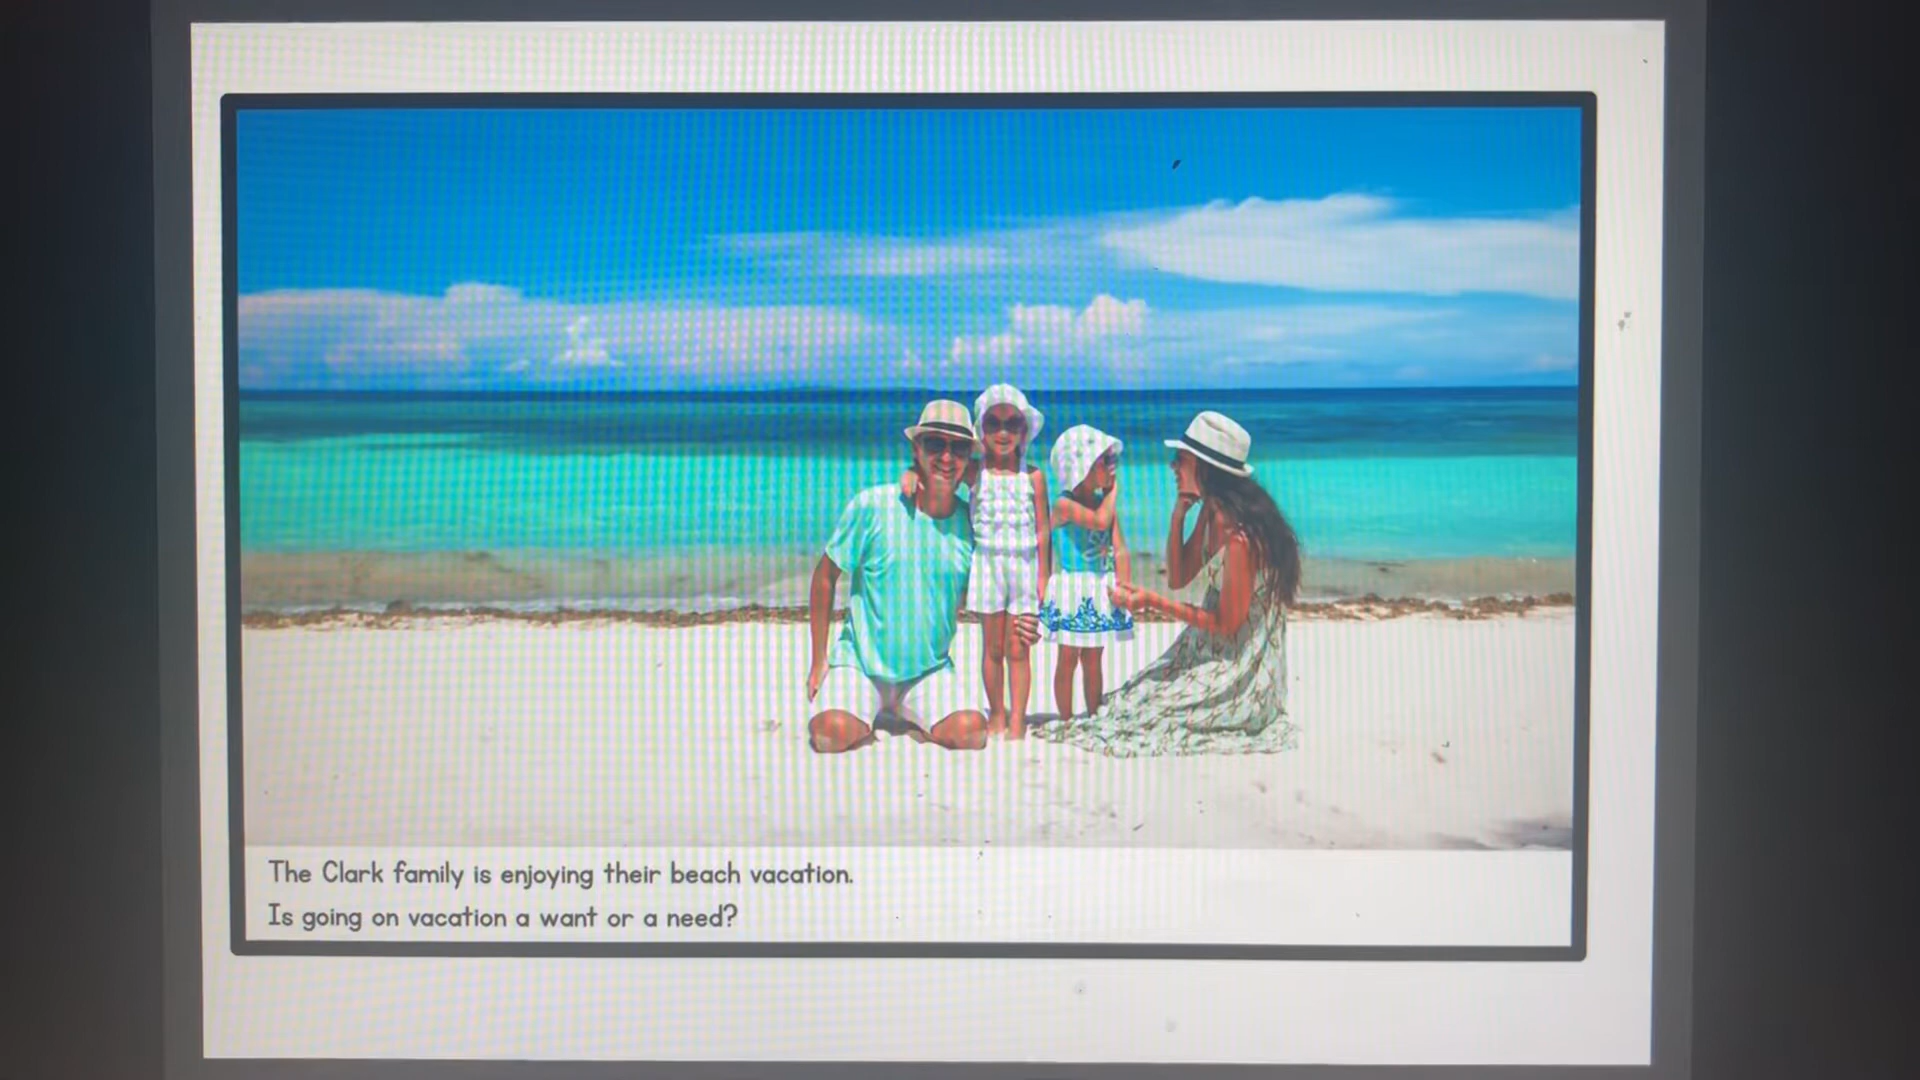 The Clark family is enjoying their beach vacation.
Is going on vacation a want or a need?